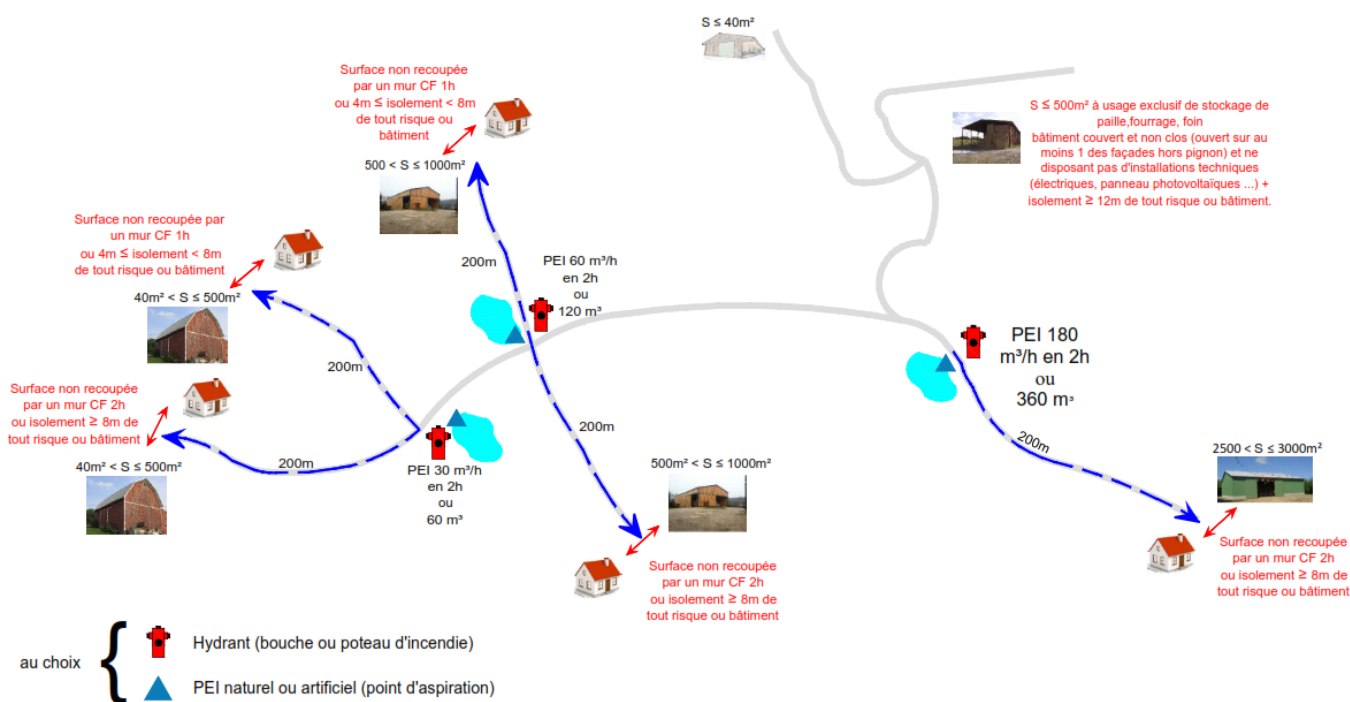 S ≤ 40m²
Surface non recoupée
par un mur CF 1h
ou 4m ≤ isolement < 8m
de tout risque ou
bâtiment
500 < S ≤ 1000m²
S ≤ 500m² à usage exclusif de stockage de
paille,fourrage, foin
bâtiment couvert et non clos (ouvert sur au
moins 1 des façades hors pignon) et ne
disposant pas d'installations techniques
(électriques, panneau photovoltaïques ...) +
isolement ≥ 12m de tout risque ou bâtiment.
Surface non recoupée par
un mur CF 1h
ou 4m ≤ isolement < 8m
de tout risque ou bâtiment
40m² < S ≤ 500m²
200m
PEI 60 m³/h
en 2h
ou
120 m³
200m
PEI 180
m³/h en 2h
ou
360 m³
Surface non recoupée
par un mur CF 2h
ou isolement ≥ 8m de
tout risque ou bâtiment
40m² < S ≤ 500m²
200m
PEI 30 m³/h
en 2h
ou
60 m³
200m
500m² < S ≤ 1000m²
Surface non recoupée
par un mur CF 2h
ou isolement ≥ 8m de
tout risque ou bâtiment
200m
2500 < S ≤ 3000m²
Surface non recoupée
par un mur CF 2h
ou isolement ≥ 8m de
tout risque ou bâtiment
au choix
Hydrant (bouche ou poteau d'incendie)
PEI naturel ou artificiel (point d'aspiration)